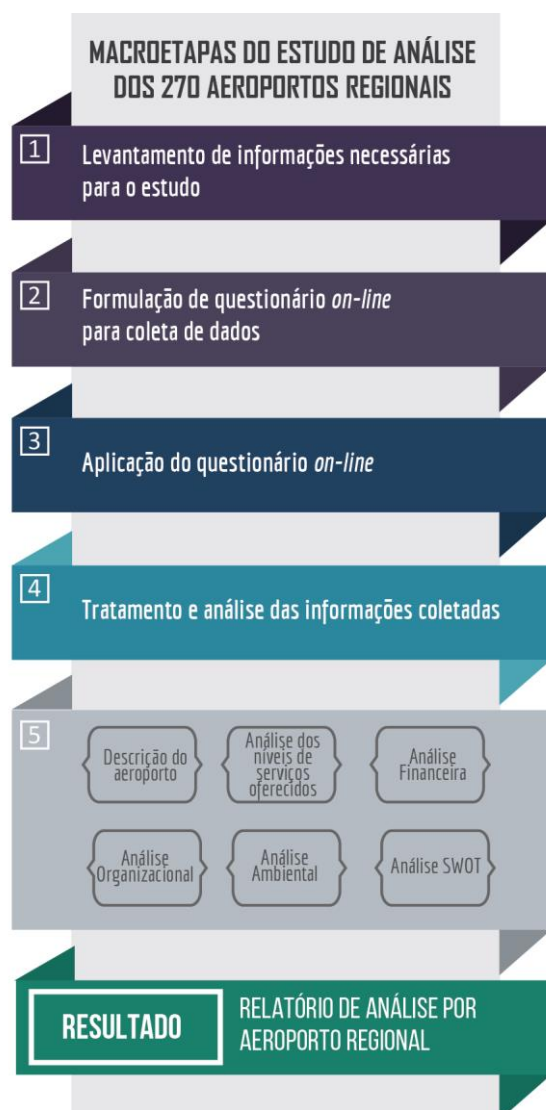 MACROETAPAS DO ESTUDO DE ANÁLISE
DOS 270 AEROPORTOS REGIONAIS
1
Levantamento de informações necessárias
para o estudo
2
Formulação de questionário on-line
para coleta de dados
3
Aplicação do questionário on-line
4
Tratamento e análise das informações coletadas
5
Descrição do
aeroporto
Análise dos
níveis de
serviços
oferecidos
Análise
Financeira
Análise
Organizacional
Análise
Ambiental
Análise SWOT
RESULTADO
RELATÓRIO DE ANÁLISE POR
AEROPORTO REGIONAL